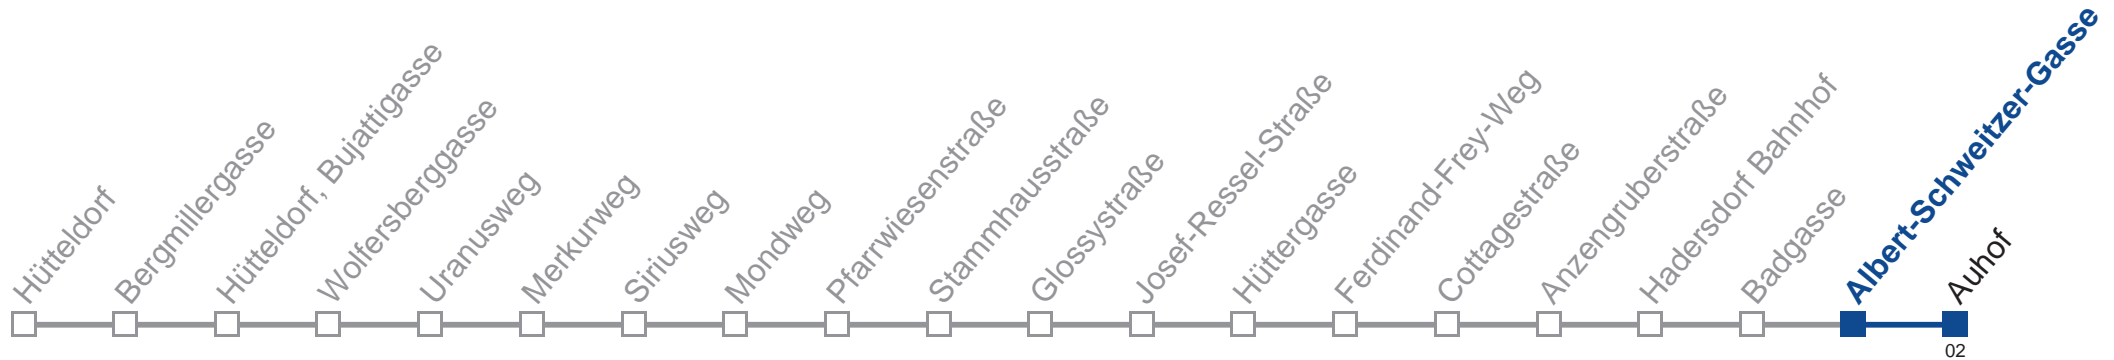 Hütteldorf
Bergmillergasse
Hütteldorf, Bujattigasse
Wolfersberggasse
Uranusweg
Merkurweg
Siriusweg
Mondweg
Pfarrwiesenstraße
Stammhausstraße
Glossystraße
Josef-Ressel-Straße
Hüttergasse
Ferdinand-Frey-Weg
Cottagestraße
Anzengruberstraße
Hadersdorf Bahnhof
Badgasse
Albert-Schweitzer-Gasse
Auhof
02